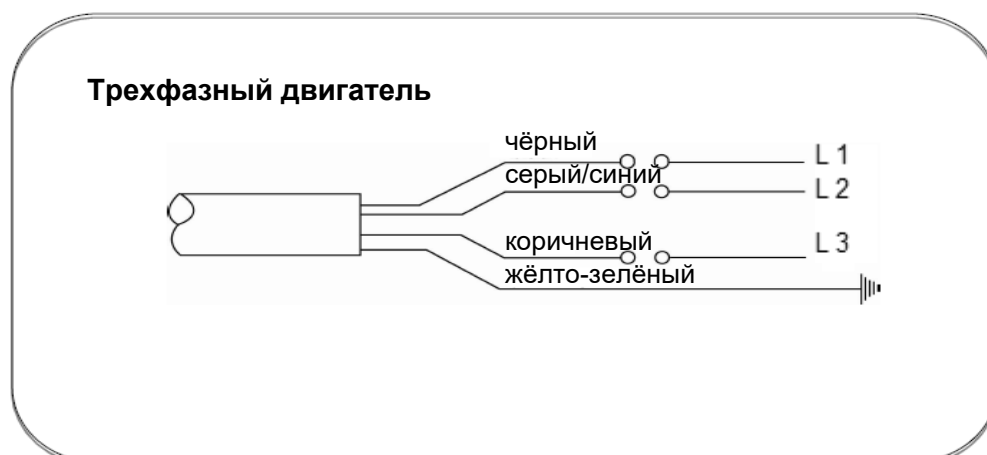 Трехфазный двигатель
чёрный
L 1
серый/синий
L 2
коричневый
L 3
жёлто-зелёный